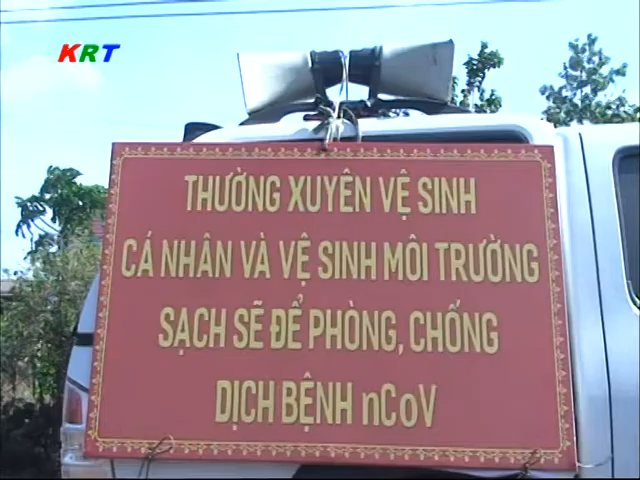 KRT
THƯỜNG XUYÊN VỆ SINH
CÁ NHÂN VÀ VỆ SINH MÔI TRƯỜNG
SẠCH SẼ ĐỂ PHÒNG, CHỐNG
DỊCH BỆNH nCoV